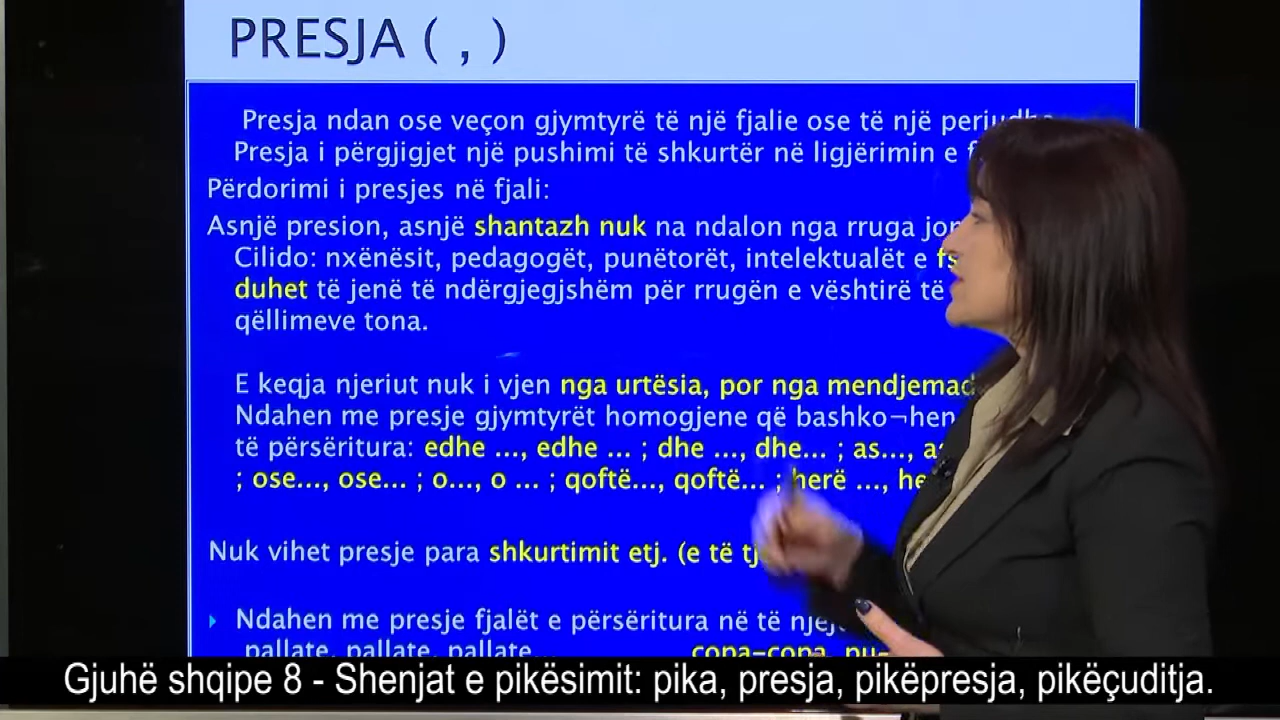 PRESJA ( , )
Presja ndan ose veçon gjymtyrë të një fjalie ose të një periudhe
Presja i përgjigjet një pushimi të shkurtër në ligjërimin e
Përdorimi i presjes në fjali:
Asnjë presion, asnjë shantazh nuk na ndalon nga rruga
Cilido: nxënësit, pedagogët, punëtorët, intelektualët e
duhet të jenë të ndërgjegjshëm për rrugën e vështirë të
qëllimeve tona.
E keqja njeriut nuk i vjen nga urtësia, por nga
Ndahen me presje gjymtyrët homogjene që bashko¬hen
të përsëritura: edhe ..., edhe ... ; dhe ..., dhe... ; as...,
; ose..., ose... ; o..., o ... ; qoftë..., qoftë... ; herë ...,
Nuk vihet presje para shkurtimit etj. (e të
Ndahen me presje fjalët e përsëritura në të
pallate, pallate, pallate... copa-copa,
Gjuhë shqipe 8 - Shenjat e pikësimit: pika, presja, pikëpresja, pikëçuditja.